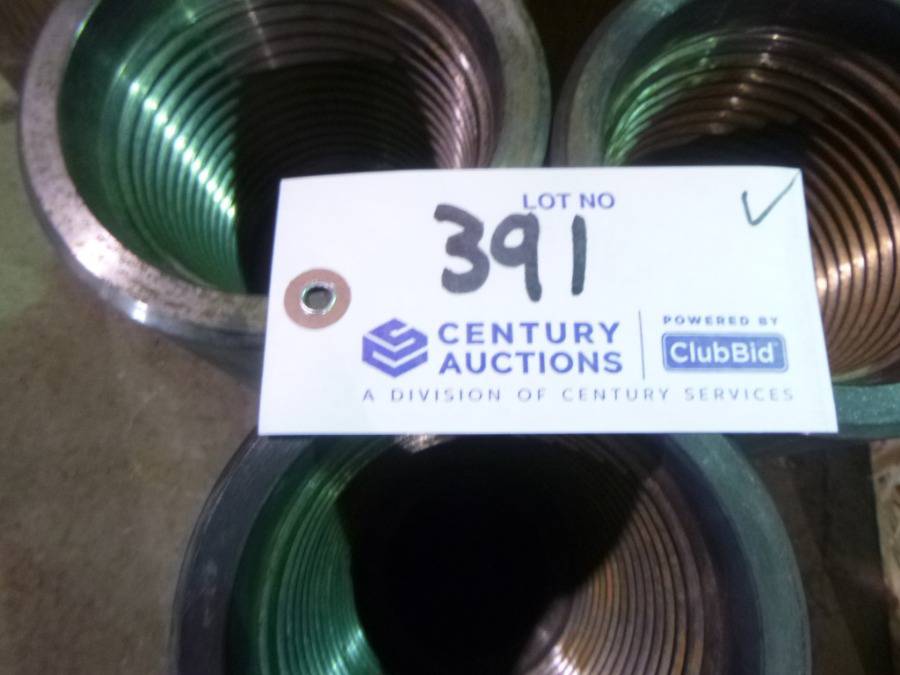 LOT NO
391
CENTURY
AUCTIONS
POWERED BY
ClubBid
A DIVISION OF CENTURY SERVICES